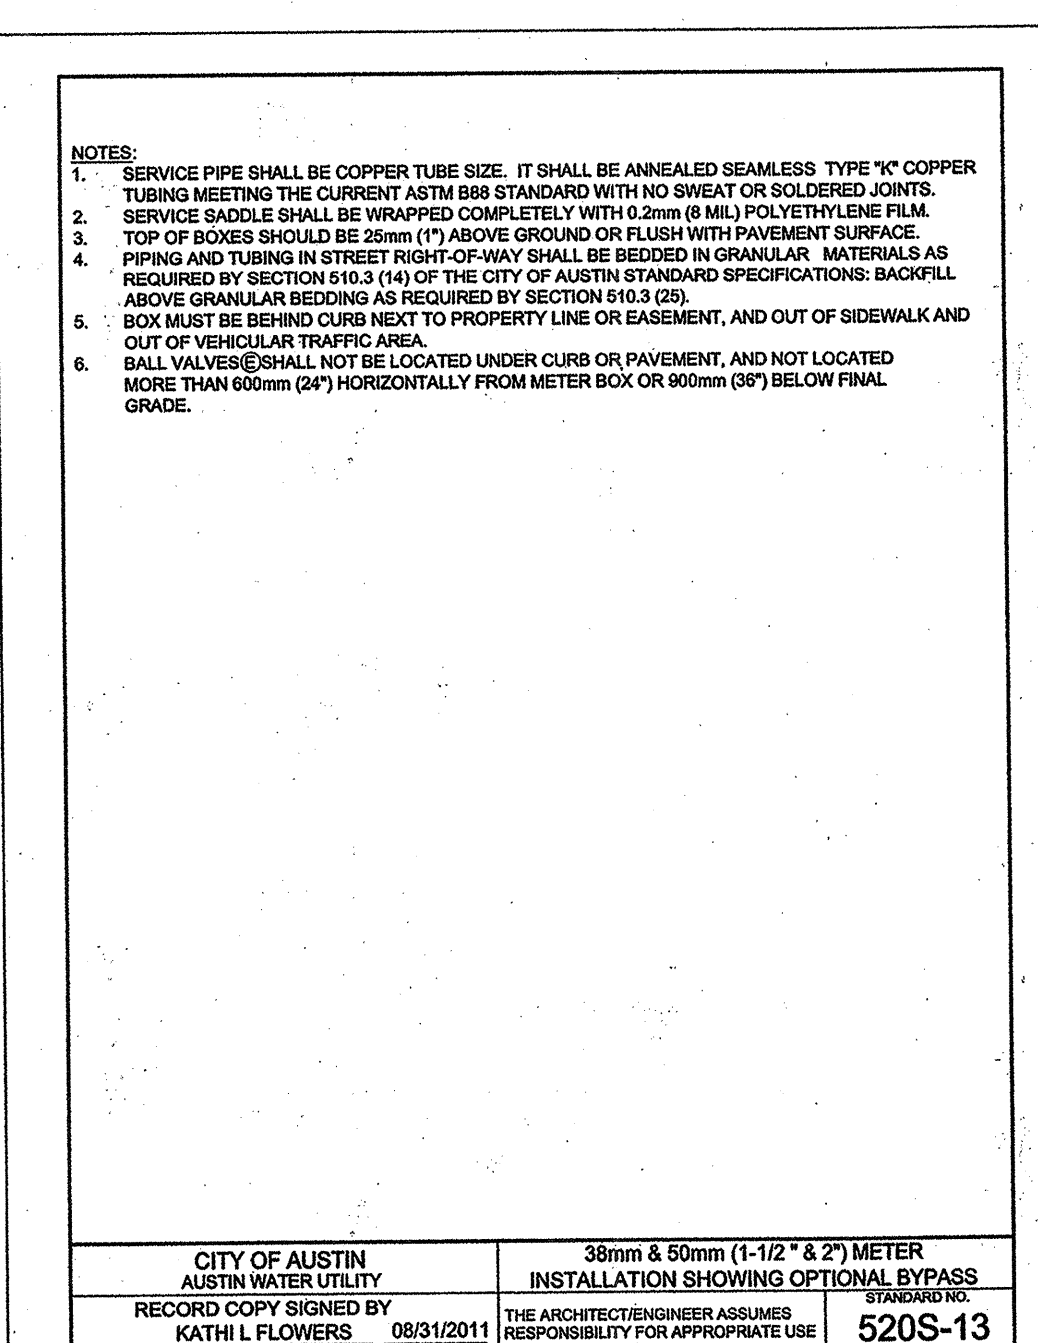 NOTES:
1. SERVICE PIPE SHALL BE COPPER TUBE SIZE. IT SHALL BE ANNEALED SEAMLESS TYPE "K" COPPER
TUBING MEETING THE CURRENT ASTM B88 STANDARD WITH NO SWEAT OR SOLDERED JOINTS.
2. SERVICE SADDLE SHALL BE WRAPPED COMPLETELY WITH 0.2mm (8 MIL) POLYETHYLENE FILM.
3. TOP OF BOXES SHOULD BE 25mm (1") ABOVE GROUND OR FLUSH WITH PAVEMENT SURFACE.
4. PIPING AND TUBING IN STREET RIGHT-OF-WAY SHALL BE BEDDED IN GRANULAR MATERIALS AS
REQUIRED BY SECTION 510.3 (14) OF THE CITY OF AUSTIN STANDARD SPECIFICATIONS: BACKFILL
ABOVE GRANULAR BEDDING AS REQUIRED BY SECTION 510.3 (25).
5. BOX MUST BE BEHIND CURB NEXT TO PROPERTY LINE OR EASEMENT, AND OUT OF SIDEWALK AND
OUT OF VEHICULAR TRAFFIC AREA.
6. BALL VALVES Ⓔ SHALL NOT BE LOCATED UNDER CURB OR PAVEMENT, AND NOT LOCATED
MORE THAN 600mm (24") HORIZONTALLY FROM METER BOX OR 900mm (36") BELOW FINAL
GRADE.
CITY OF AUSTIN
AUSTIN WATER UTILITY
38mm & 50mm (1-1/2 " & 2") METER
INSTALLATION SHOWING OPTIONAL BYPASS
RECORD COPY SIGNED BY
KATHI L FLOWERS 08/31/2011
THE ARCHITECT/ENGINEER ASSUMES
RESPONSIBILITY FOR APPROPRIATE USE
STANDARD NO.
520S-13